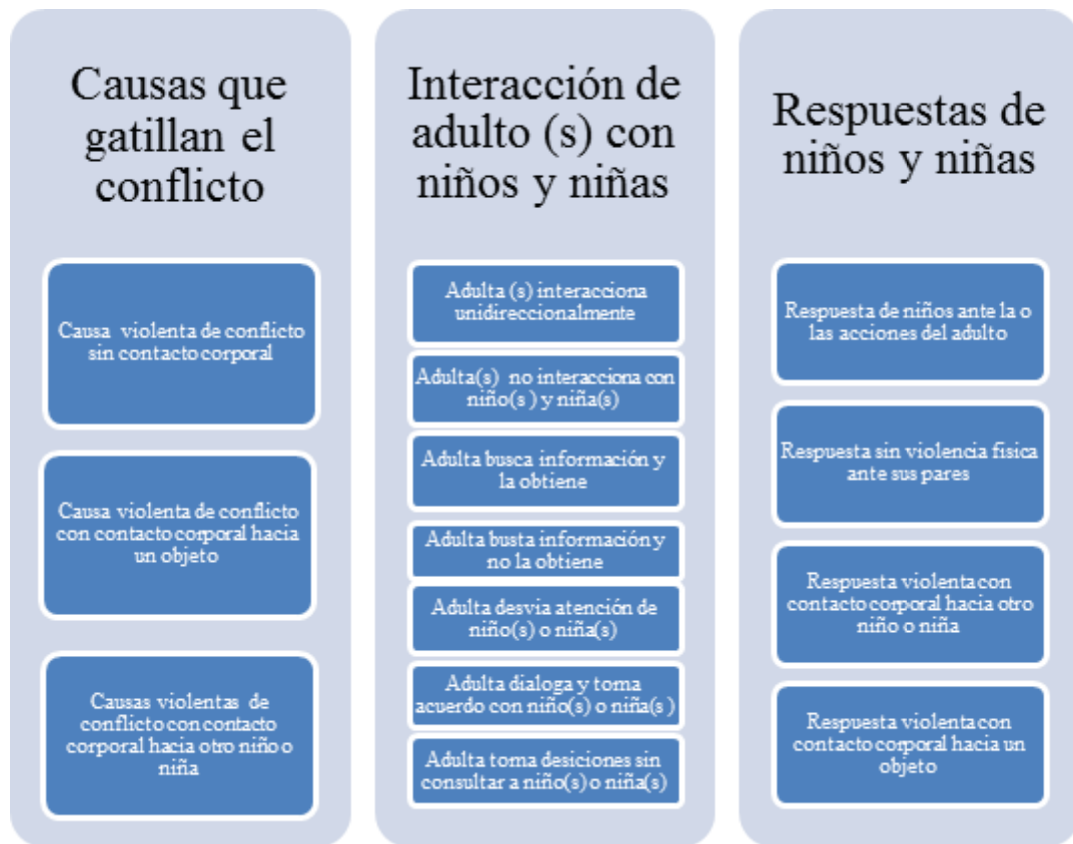 Causas que
gatillan el
conflicto
Causa violenta de conflicto
sin contacto corporal
Causa violenta de conflicto
con contacto corporal hacia
un objeto
Causas violentas de
conflicto con contacto
corporal hacia otro niño o
niña
Interacción de
adulto (s) con
niños y niñas
Adulta (s) interacciona
unidireccionalmente
Adulta(s) no interacciona con
niño(s ) y niña(s)
Adulta busca información y
la obtiene
Adulta busta información y
no la obtiene
Adulta desvia atención de
niño(s) o niña(s)
Adulta dialoga y toma
acuerdo con niño(s) o niña(s )
Adulta toma desiciones sin
consultar a niño(s) o niña(s)
Respuestas de
niños y niñas
Respuesta de niños ante la o
las acciones del adulto
Respuesta sin violencia fisica
ante sus pares
Respuesta violenta con
contacto corporal hacia otro
niño o niña
Respuesta violenta con
contacto corporal hacia un
objeto